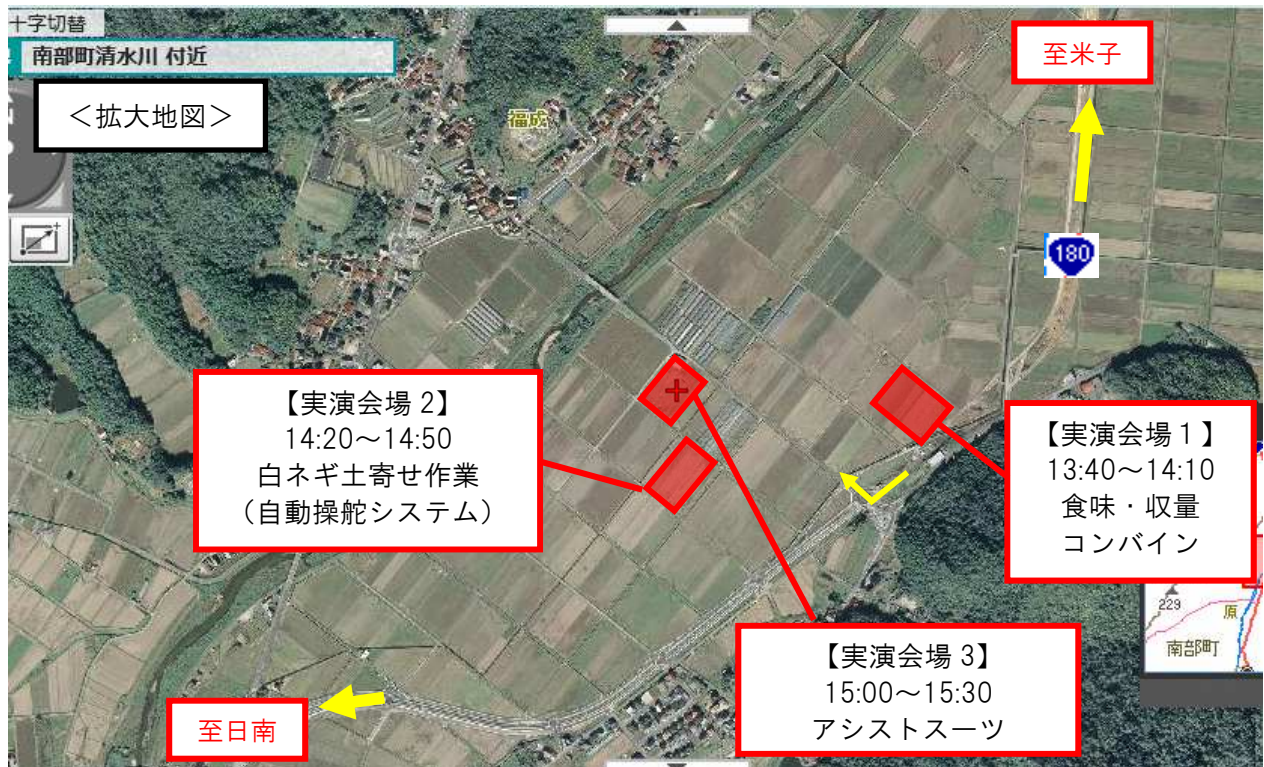 十字切替
南部町清水川 付近
＜拡大地図＞
福成
至米子
180
【実演会場 2】
14:20～14:50
白ネギ土寄せ作業
（自動操舵システム）
【実演会場１】
13:40～14:10
食味・収量
コンバイン
【実演会場 3】
15:00～15:30
アシストスーツ
至日南
229
原
南部町